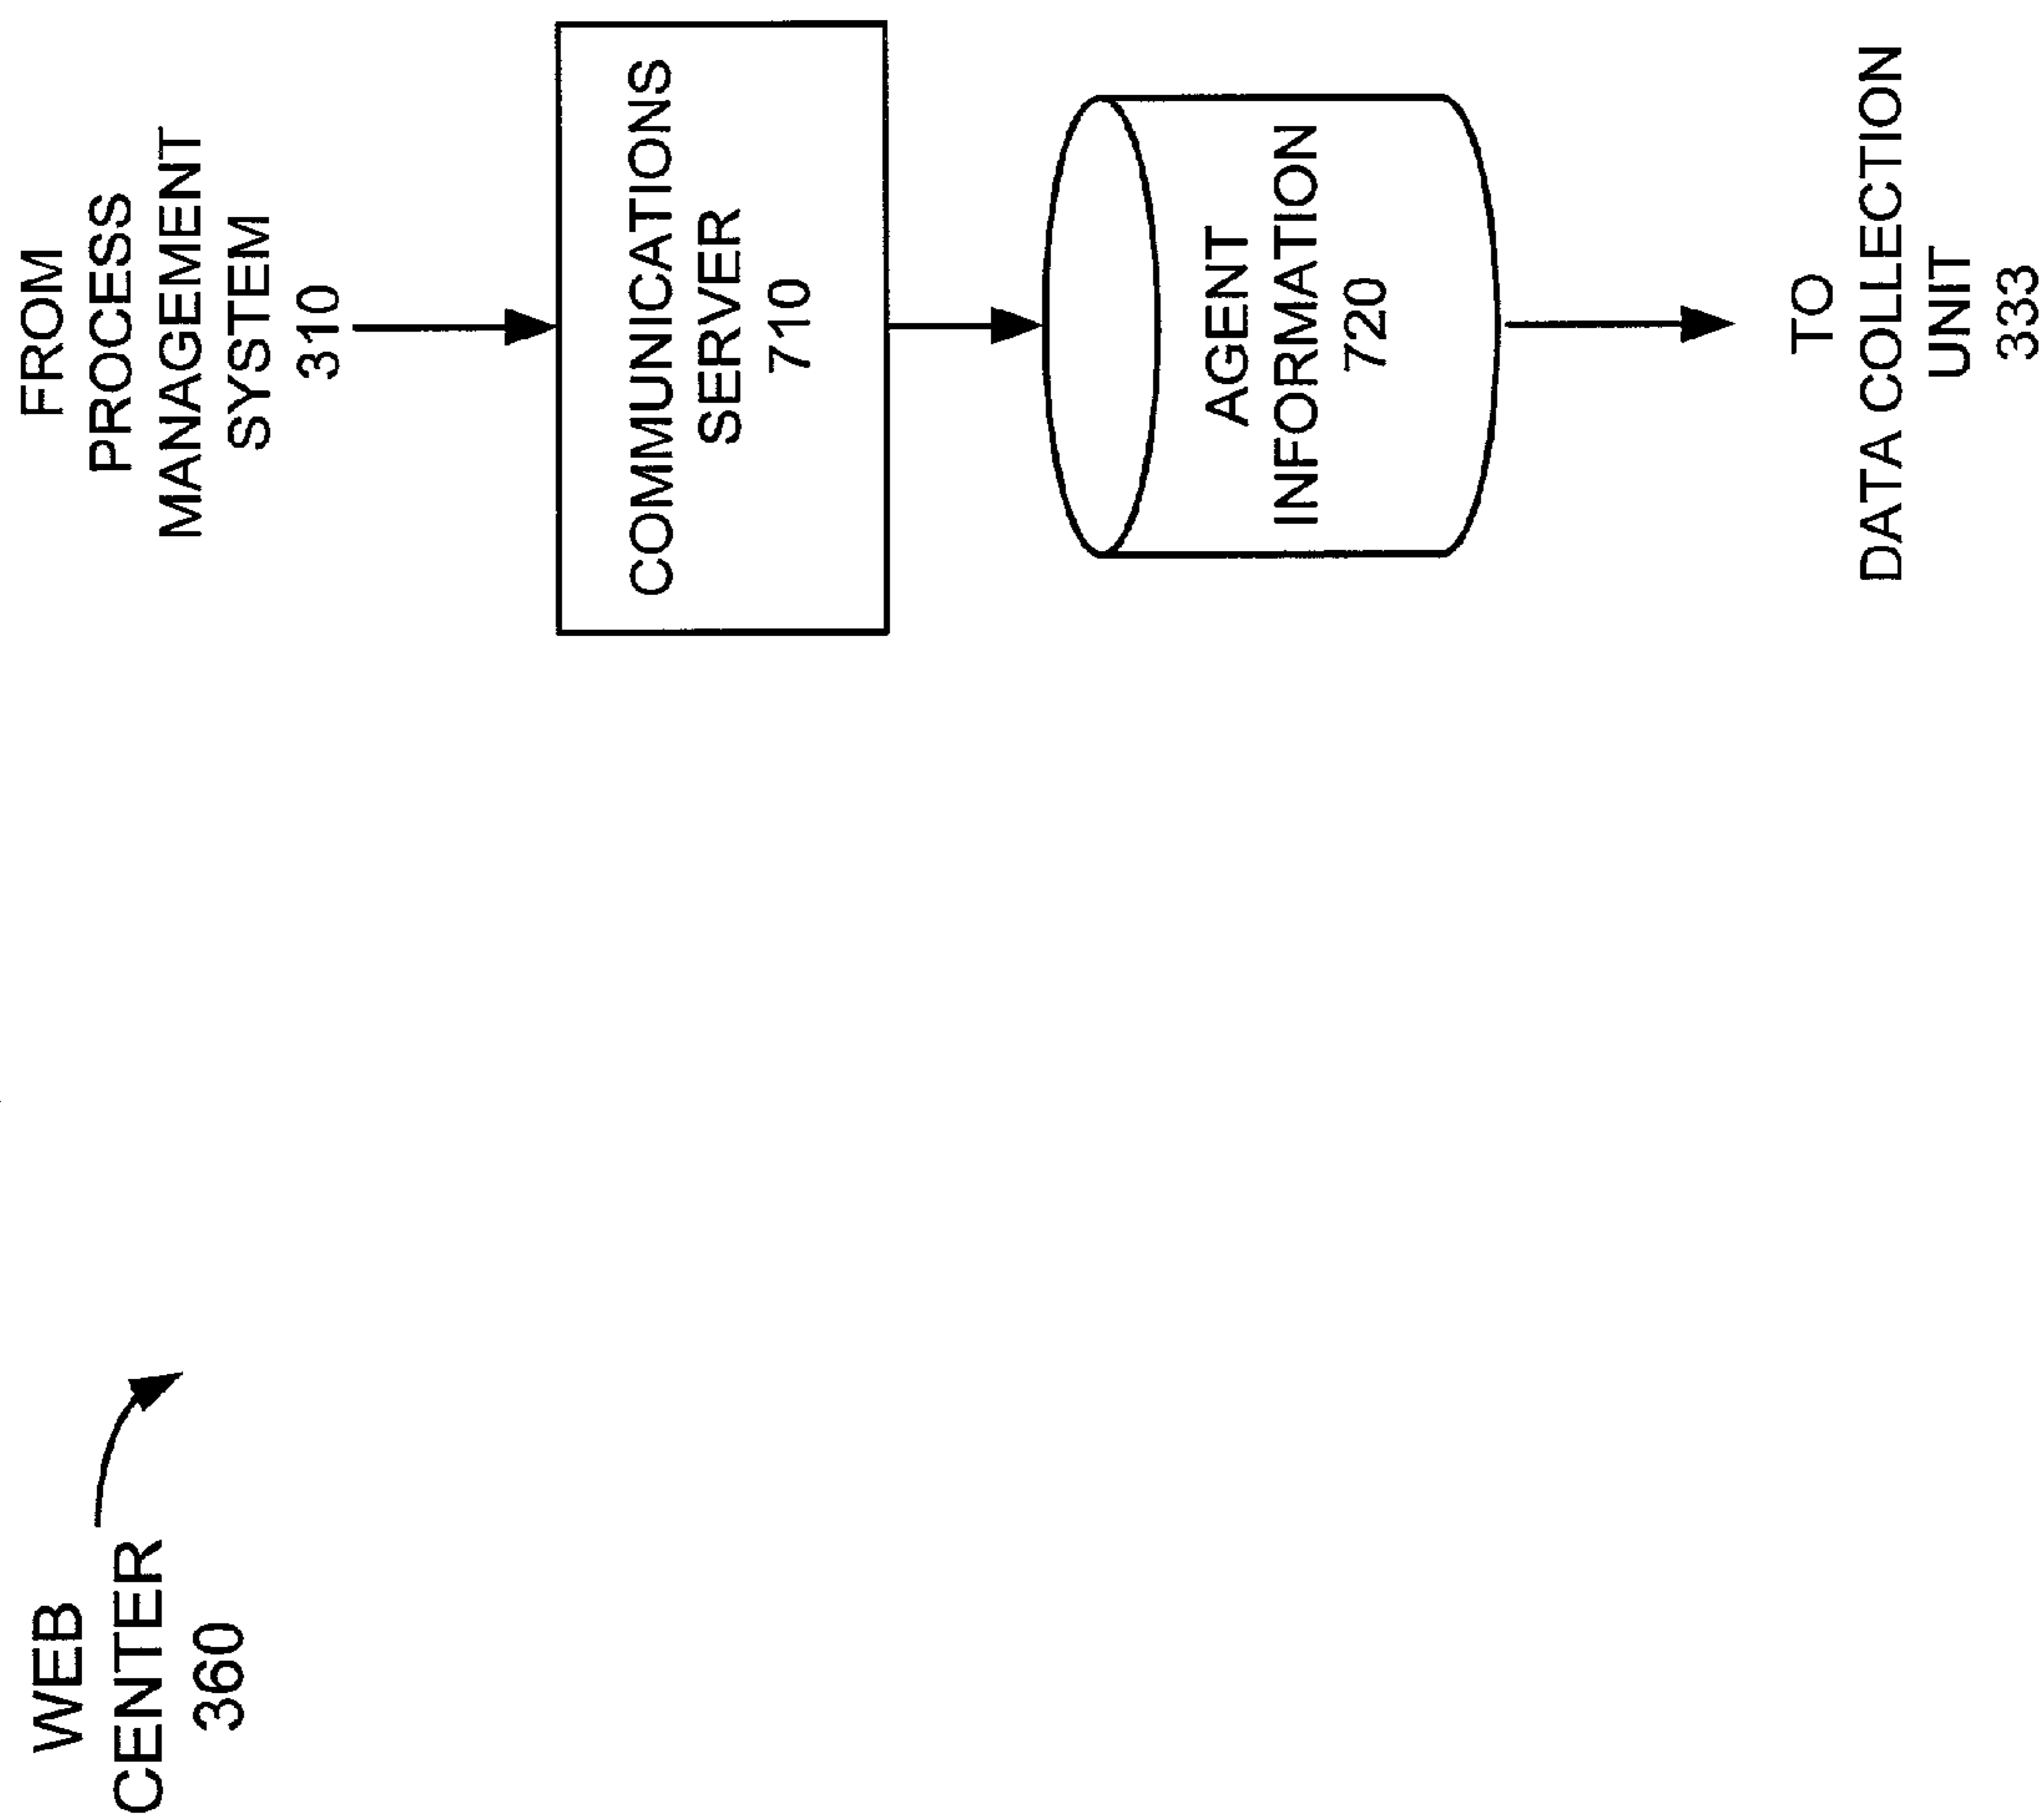 WEB
CENTER
360
FROM
PROCESS
MANAGEMENT
SYSTEM
310
COMMUNICATIONS
SERVER
710
AGENT
INFORMATION
720
TO
DATA COLLECTION
UNIT
333